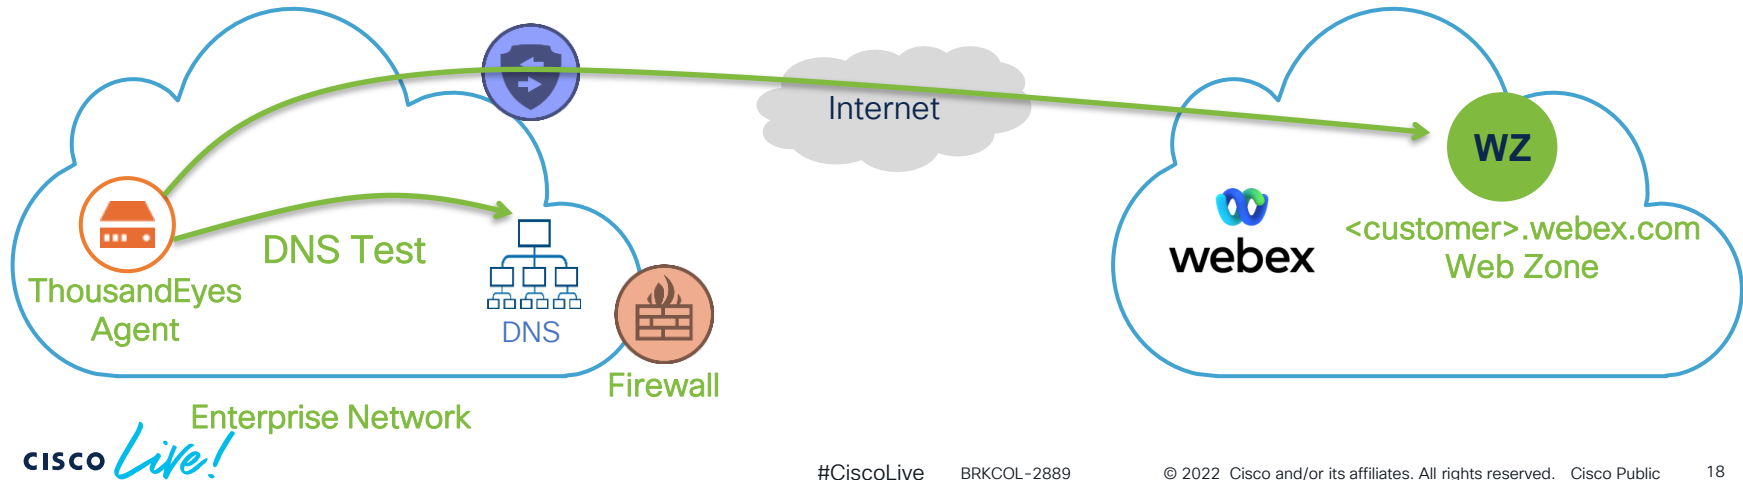 Internet
WZ
DNS Test
<customer>.webex.com
Web Zone
webex
ThousandEyes
Agent
DNS
Firewall
Enterprise Network
CISCO Live!
#CiscoLive BRKCOL-2889 © 2022 Cisco and/or its affiliates. All rights reserved. Cisco Public 18